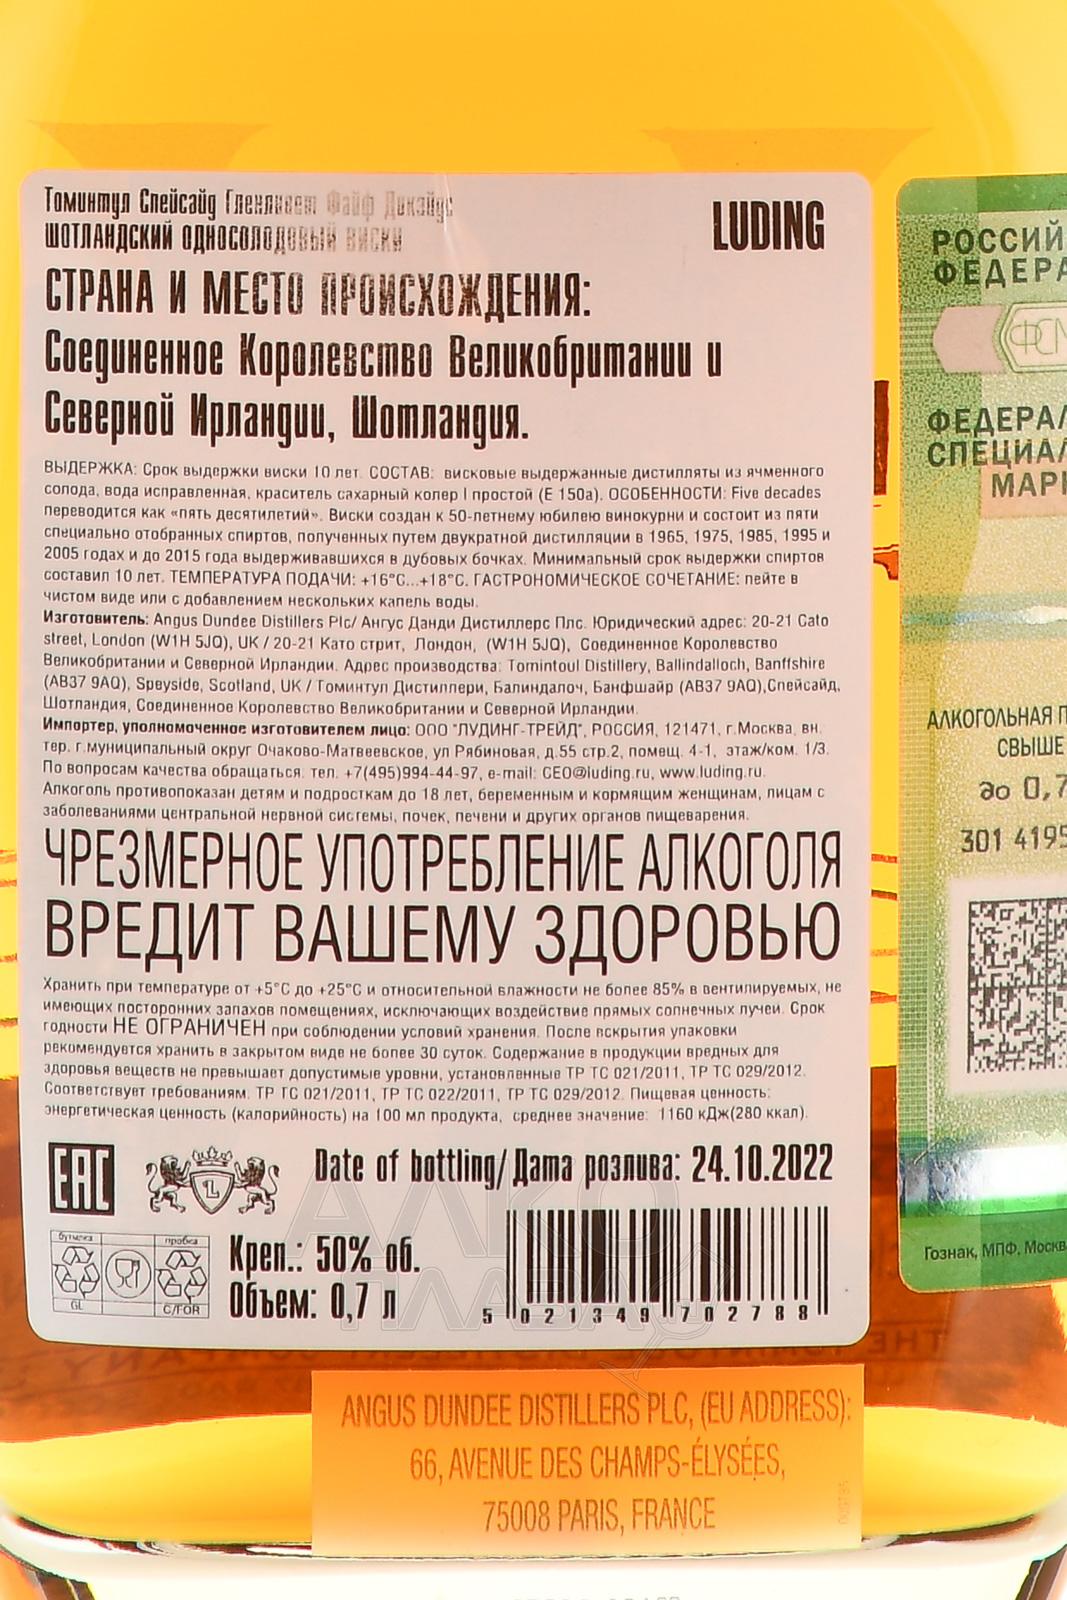 Томинтул Спейсайд Гленливет Файф Дикэйдс
ШОТЛАНДСКИЙ ОДНОСОЛОДОВЫЙ ВИСКИ
LUDING
СТРАНА И МЕСТО ПРОИСХОЖДЕНИЯ:
Соединенное Королевство Великобритании и
Северной Ирландии, Шотландия.
ВЫДЕРЖКА: Срок выдержки виски 10 лет. СОСТАВ: висковые выдержанные дистилляты из ячменного
солода, вода исправленная, краситель сахарный колер I простой (Е 150а). ОСОБЕННОСТИ: Five decades
переводится как «пять десятилетий». Виски создан к 50-летнему юбилею винокурни и состоит из пяти
специально отобранных спиртов, полученных путем двукратной дистилляции в 1965, 1975, 1985, 1995 и
2005 годах и до 2015 года выдерживавшихся в дубовых бочках. Минимальный срок выдержки спиртов
составил 10 лет. ТЕМПЕРАТУРА ПОДАЧИ: +16°С...+18°С. ГАСТРОНОМИЧЕСКОЕ СОЧЕТАНИЕ: пейте в
чистом виде или с добавлением нескольких капель воды.
Изготовитель: Angus Dundee Distillers Plc/ Ангус Данди Дистиллерс Плс. Юридический адрес: 20-21 Cato
street, London (W1H 5JQ), UK / 20-21 Като стрит, Лондон, (W1H 5JQ), Соединенное Королевство
Великобритании и Северной Ирландии. Адрес производства: Tomintoul Distillery, Ballindalloch, Banffshire
(AB37 9AQ), Speyside, Scotland, UK / Томинтул Дистиллери, Балиндалоч, Банфшайр (AB37 9AQ),Спейсайд,
Шотландия, Соединенное Королевство Великобритании и Северной Ирландии.
Импортер, уполномоченное изготовителем лицо: ООО "ЛУДИНГ-ТРЕЙД", РОССИЯ, 121471, г.Москва, вн.
тер. г.муниципальный округ Очаково-Матвеевское, ул Рябиновая, д.55 стр.2, помещ. 4-1, этаж/ком. 1/3.
По вопросам качества обращаться: тел. +7(495)994-44-97, e-mail: CEO@luding.ru, www.luding.ru.
Алкоголь противопоказан детям и подросткам до 18 лет, беременным и кормящим женщинам, лицам с
заболеваниями центральной нервной системы, почек, печени и других органов пищеварения.
ЧРЕЗМЕРНОЕ УПОТРЕБЛЕНИЕ АЛКОГОЛЯ
ВРЕДИТ ВАШЕМУ ЗДОРОВЬЮ
Хранить при температуре от +5°С до +25°С и относительной влажности не более 85% в вентилируемых, не
имеющих посторонних запахов помещениях, исключающих воздействие прямых солнечных лучей. Срок
годности НЕ ОГРАНИЧЕН при соблюдении условий хранения. После вскрытия упаковки
рекомендуется хранить в закрытом виде не более 30 суток. Содержание в продукции вредных для
здоровья веществ не превышает допустимые уровни, установленные ТР ТС 021/2011, ТР ТС 029/2012.
Соответствует требованиям: ТР ТС 021/2011, ТР ТС 022/2011, ТР ТС 029/2012. Пищевая ценность:
энергетическая ценность (калорийность) на 100 мл продукта, среднее значение: 1160 кДж(280 ккал).
EAC
L
Date of bottling/ Дата розлива: 24.10.2022
бутылка
пробка
GL
C/FOR
Креп.: 50% об.
Объем: 0,7 л
5 021349 702788
ANGUS DUNDEE DISTILLERS PLC, (EU ADDRESS):
66, AVENUE DES CHAMPS-ÉLYSÉES,
75008 PARIS, FRANCE
РОССИЙ
ФЕДЕРА
ФСМ
ФЕДЕРАЛ
СПЕЦИАЛ
МАРК
АЛКОГОЛЬНАЯ П
СВЫШЕ
до 0,7
301 4195
Гознак, МПФ, Москва
АЛКО
ПЛАЗА